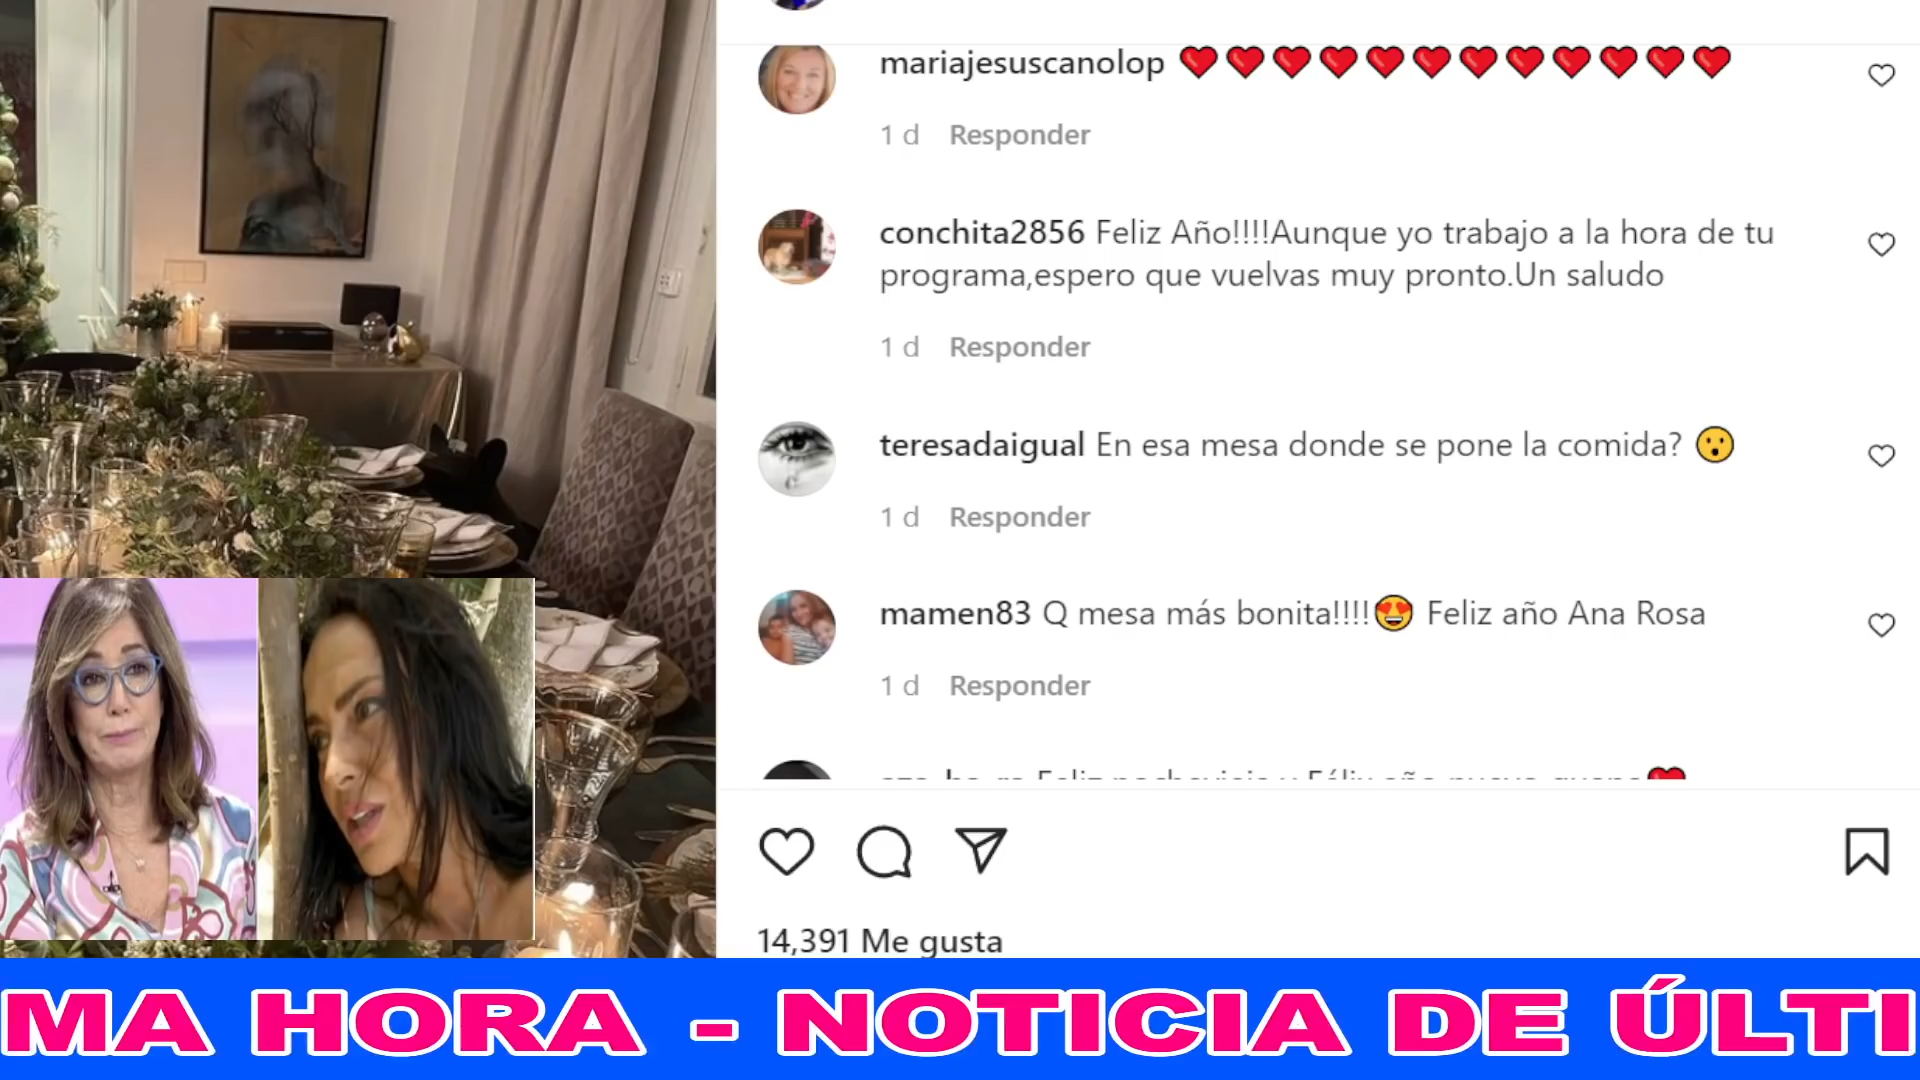 mariajesuscanolop ❤❤❤❤❤❤❤❤❤❤❤❤
1 d Responder
conchita2856 Feliz Año!!!!Aunque yo trabajo a la hora de tu
programa,espero que vuelvas muy pronto.Un saludo
1 d Responder
teresadaigual En esa mesa donde se pone la comida? 😮
1 d Responder
mamen83 Q mesa más bonita!!!!😍 Feliz año Ana Rosa
1 d Responder
14,391 Me gusta
MA HORA - NOTICIA DE ÚLTI